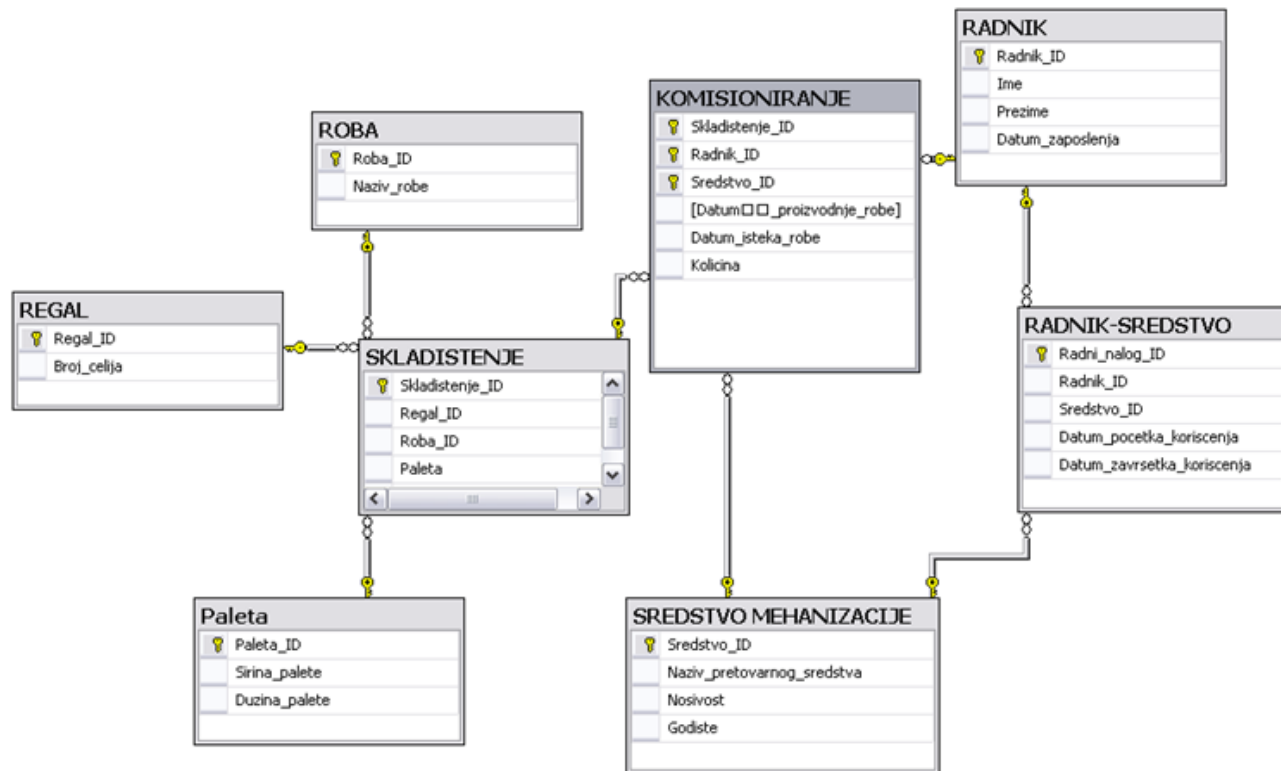 ROBA
Roba_ID
Naziv_robe
REGAL
Regal_ID
Broj_celija
SKLADISTENJE
Skladistenje_ID
Regal_ID
Roba_ID
Paleta
Paleta
Paleta_ID
Sirina_palete
Duzina_palete
KOMISIONIRANJE
Skladistenje_ID
Radnik_ID
Sredstvo_ID
[Datum□□_proizvodnje_robe]
Datum_isteka_robe
Kolicina
SREDSTVO MEHANIZACIJE
Sredstvo_ID
Naziv_pretovarnog_sredstva
Nosivost
Godiste
RADNIK
Radnik_ID
Ime
Prezime
Datum_zaposlenja
RADNIK-SREDSTVO
Radni_nalog_ID
Radnik_ID
Sredstvo_ID
Datum_pocetka_koriscenja
Datum_zavrsetka_koriscenja